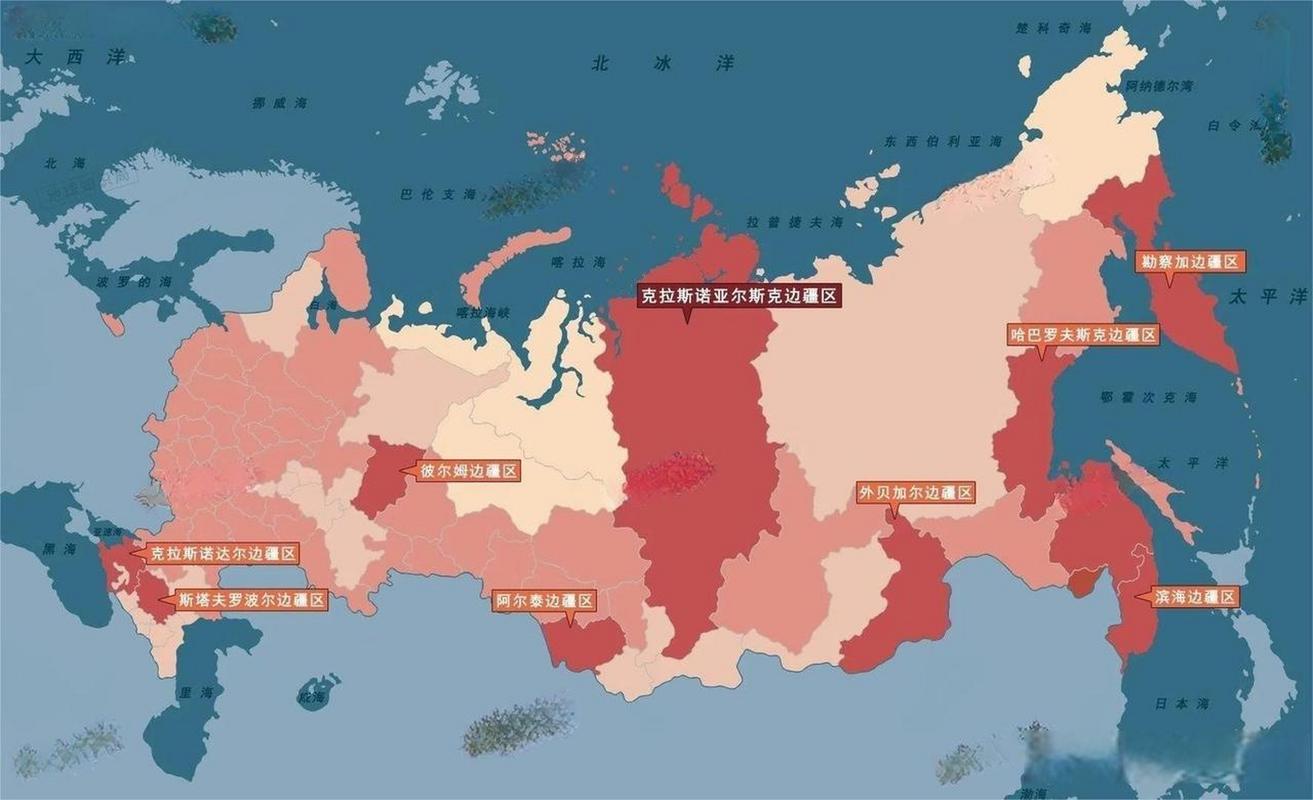 楚科奇海
大西洋
北冰洋
阿纳德尔湾
挪威海
白令
东西伯利亚海
北海
巴伦支海
拉普捷夫海
喀拉海
勘察加边疆区
波罗的海
克拉斯诺亚尔斯克边疆区
太平洋
白海
喀拉海峡
哈巴罗夫斯克边疆区
鄂霍次克海
太平洋
彼尔姆边疆区
外贝加尔边疆区
亚速海
黑海
克拉斯诺达尔边疆区
斯塔夫罗波尔边疆区
阿尔泰边疆区
滨海边疆区
里海
咸海
日本海
渤海